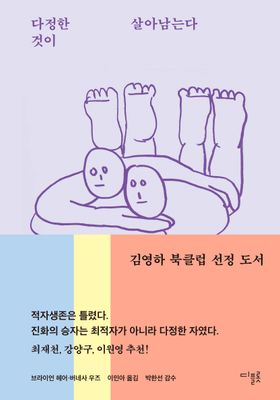 다정한 것이
살아남는다
김영하 북클럽 선정 도서
적자생존은 틀렸다.
진화의 승자는 최적자가 아니라 다정한 자였다.
최재천, 강양구, 이원영 추천!
브라이언 헤어·버네사 우즈 이민아 옮김 박한선 감수
디플롯